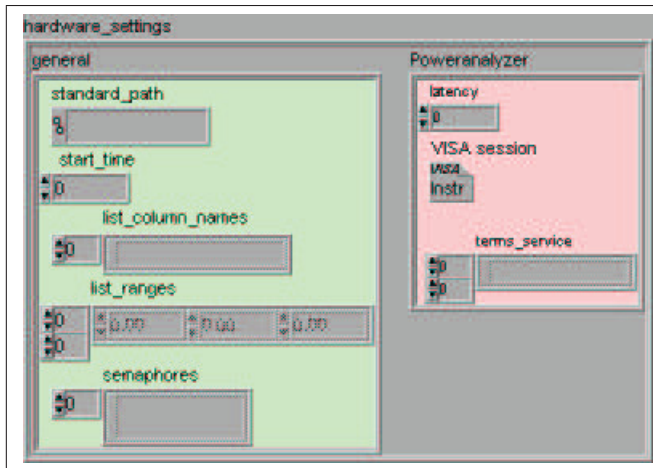 hardware_settings
general
standard_path
start_time
0
list_column_names
0
list_ranges
0
0
0.00
0.00
0.00
semaphores
0
Poweranalyzer
latency
0
VISA session
VISA
Instr
terms_service
0
0